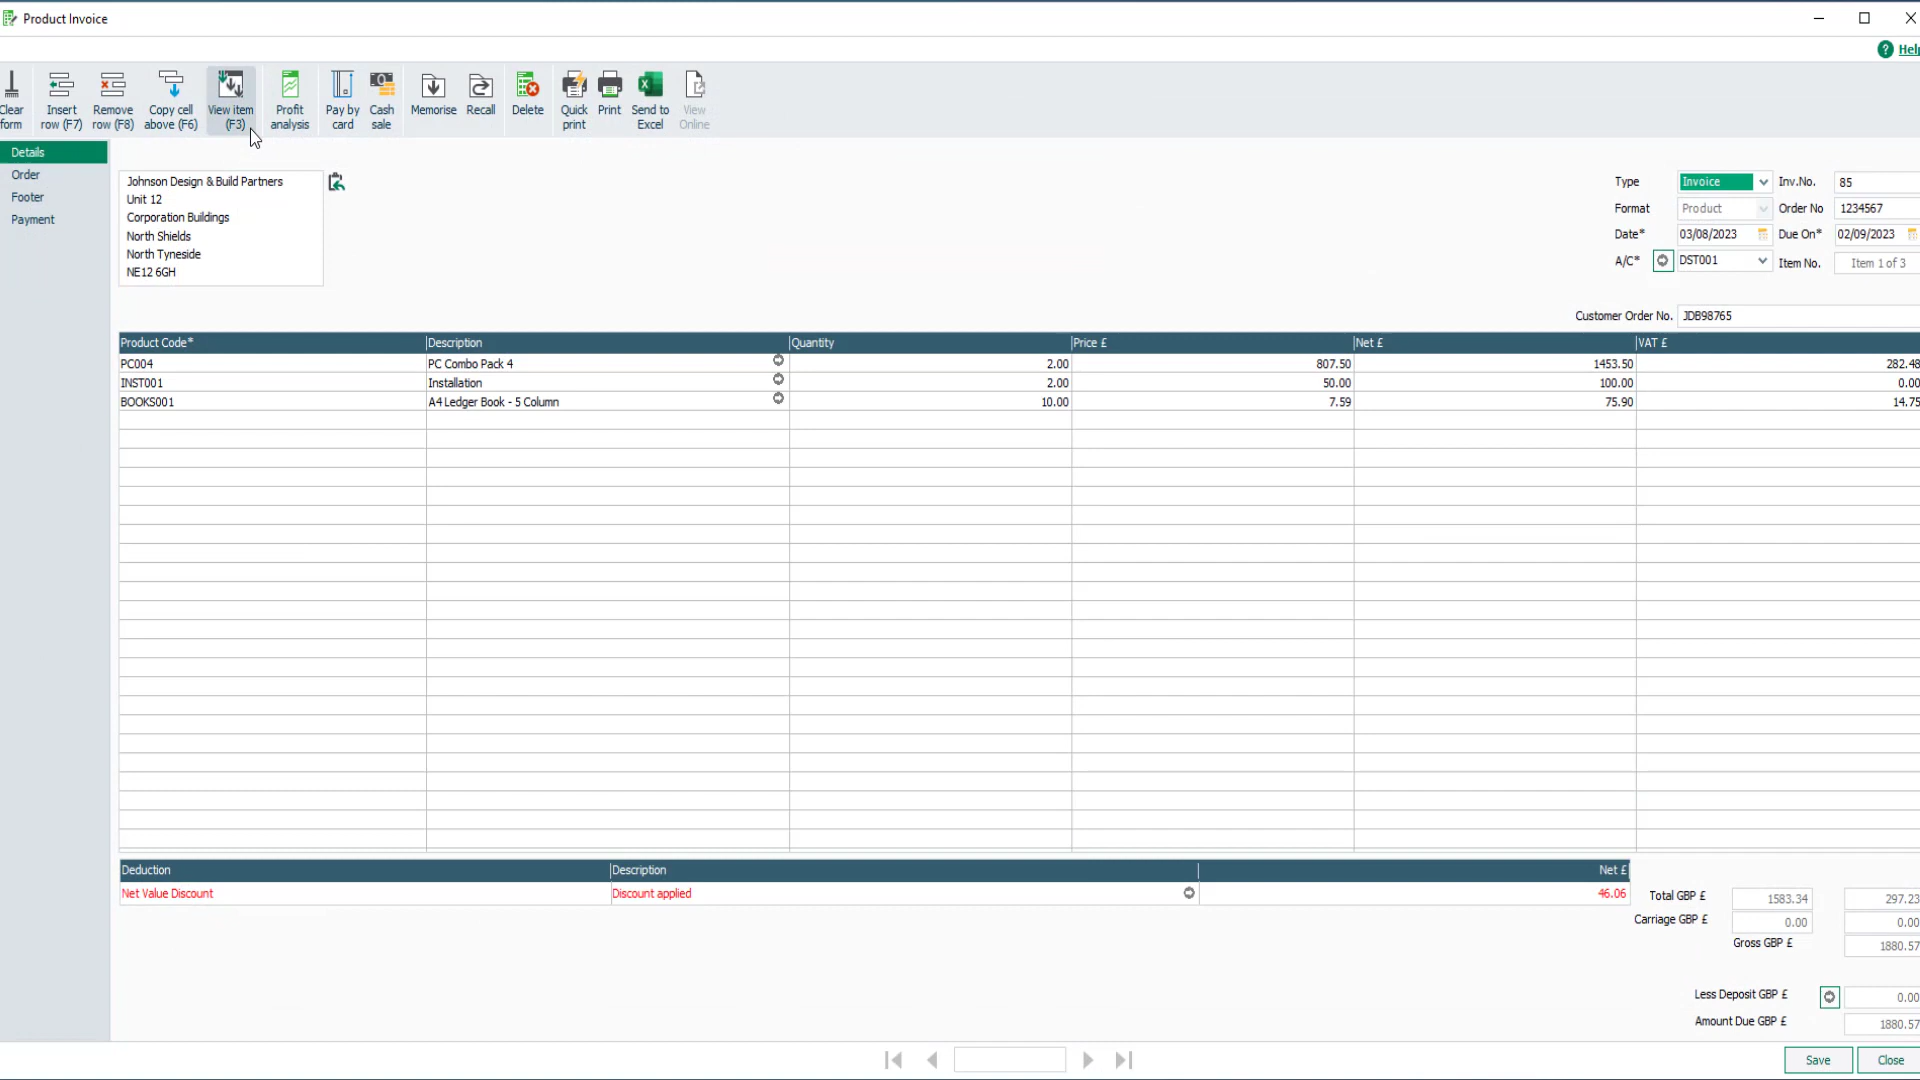 Product Invoice
Help
Clear form
Insert row (F7)
Remove row (F8)
Copy cell above (F6)
View item (F3)
Profit analysis
Pay by card
Cash sale
Memorise
Recall
Delete
Quick print
Print
Send to Excel
View Online
Details
Order
Footer
Payment
Johnson Design & Build Partners
Unit 12
Corporation Buildings
North Shields
North Tyneside
NE12 6GH
Type Invoice Inv.No. 85
Format Product Order No 1234567
Date* 03/08/2023 Due On* 02/09/2023
A/C* DST001 Item No. Item 1 of 3
Customer Order No. JDB98765
Product Code* Description Quantity Price £ Net £ VAT £
PC004 PC Combo Pack 4 2.00 807.50 1453.50 282.48
INST001 Installation 2.00 50.00 100.00 0.00
BOOKS001 A4 Ledger Book - 5 Column 10.00 7.59 75.90 14.75
Deduction Description Net £
Net Value Discount Discount applied 46.06
Total GBP £ 1583.34 297.23
Carriage GBP £ 0.00 0.00
Gross GBP £ 1880.57
Less Deposit GBP £ 0.00
Amount Due GBP £ 1880.57
Save Close